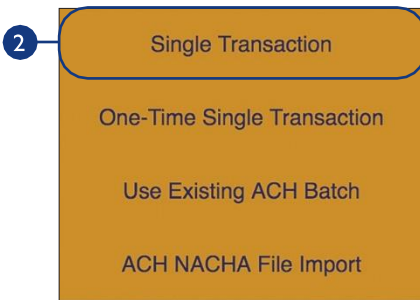 2
Single Transaction
One-Time Single Transaction
Use Existing ACH Batch
ACH NACHA File Import